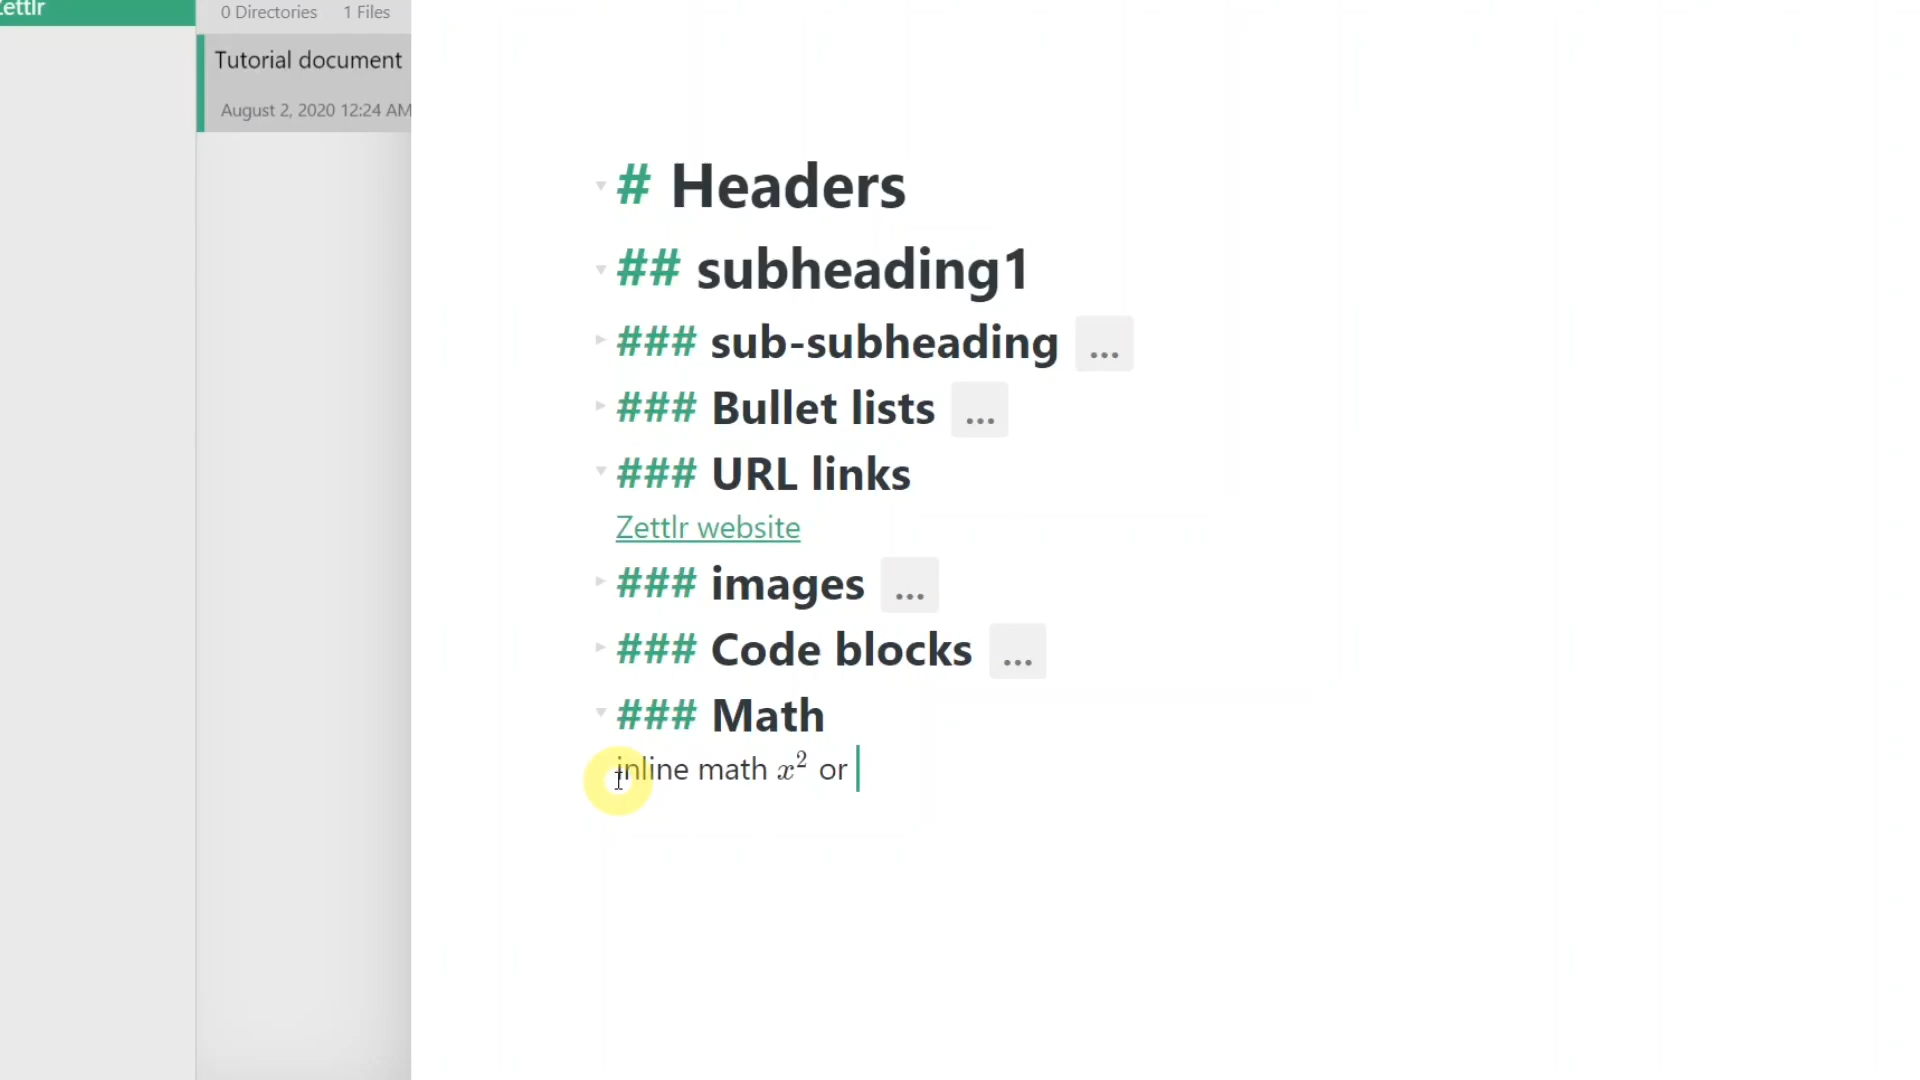 Zettlr
0 Directories 1 Files
Tutorial document
August 2, 2020 12:24 AM
# Headers
## subheading1
### sub-subheading ...
### Bullet lists ...
### URL links
Zettlr website
### images ...
### Code blocks ...
### Math
inline math x² or